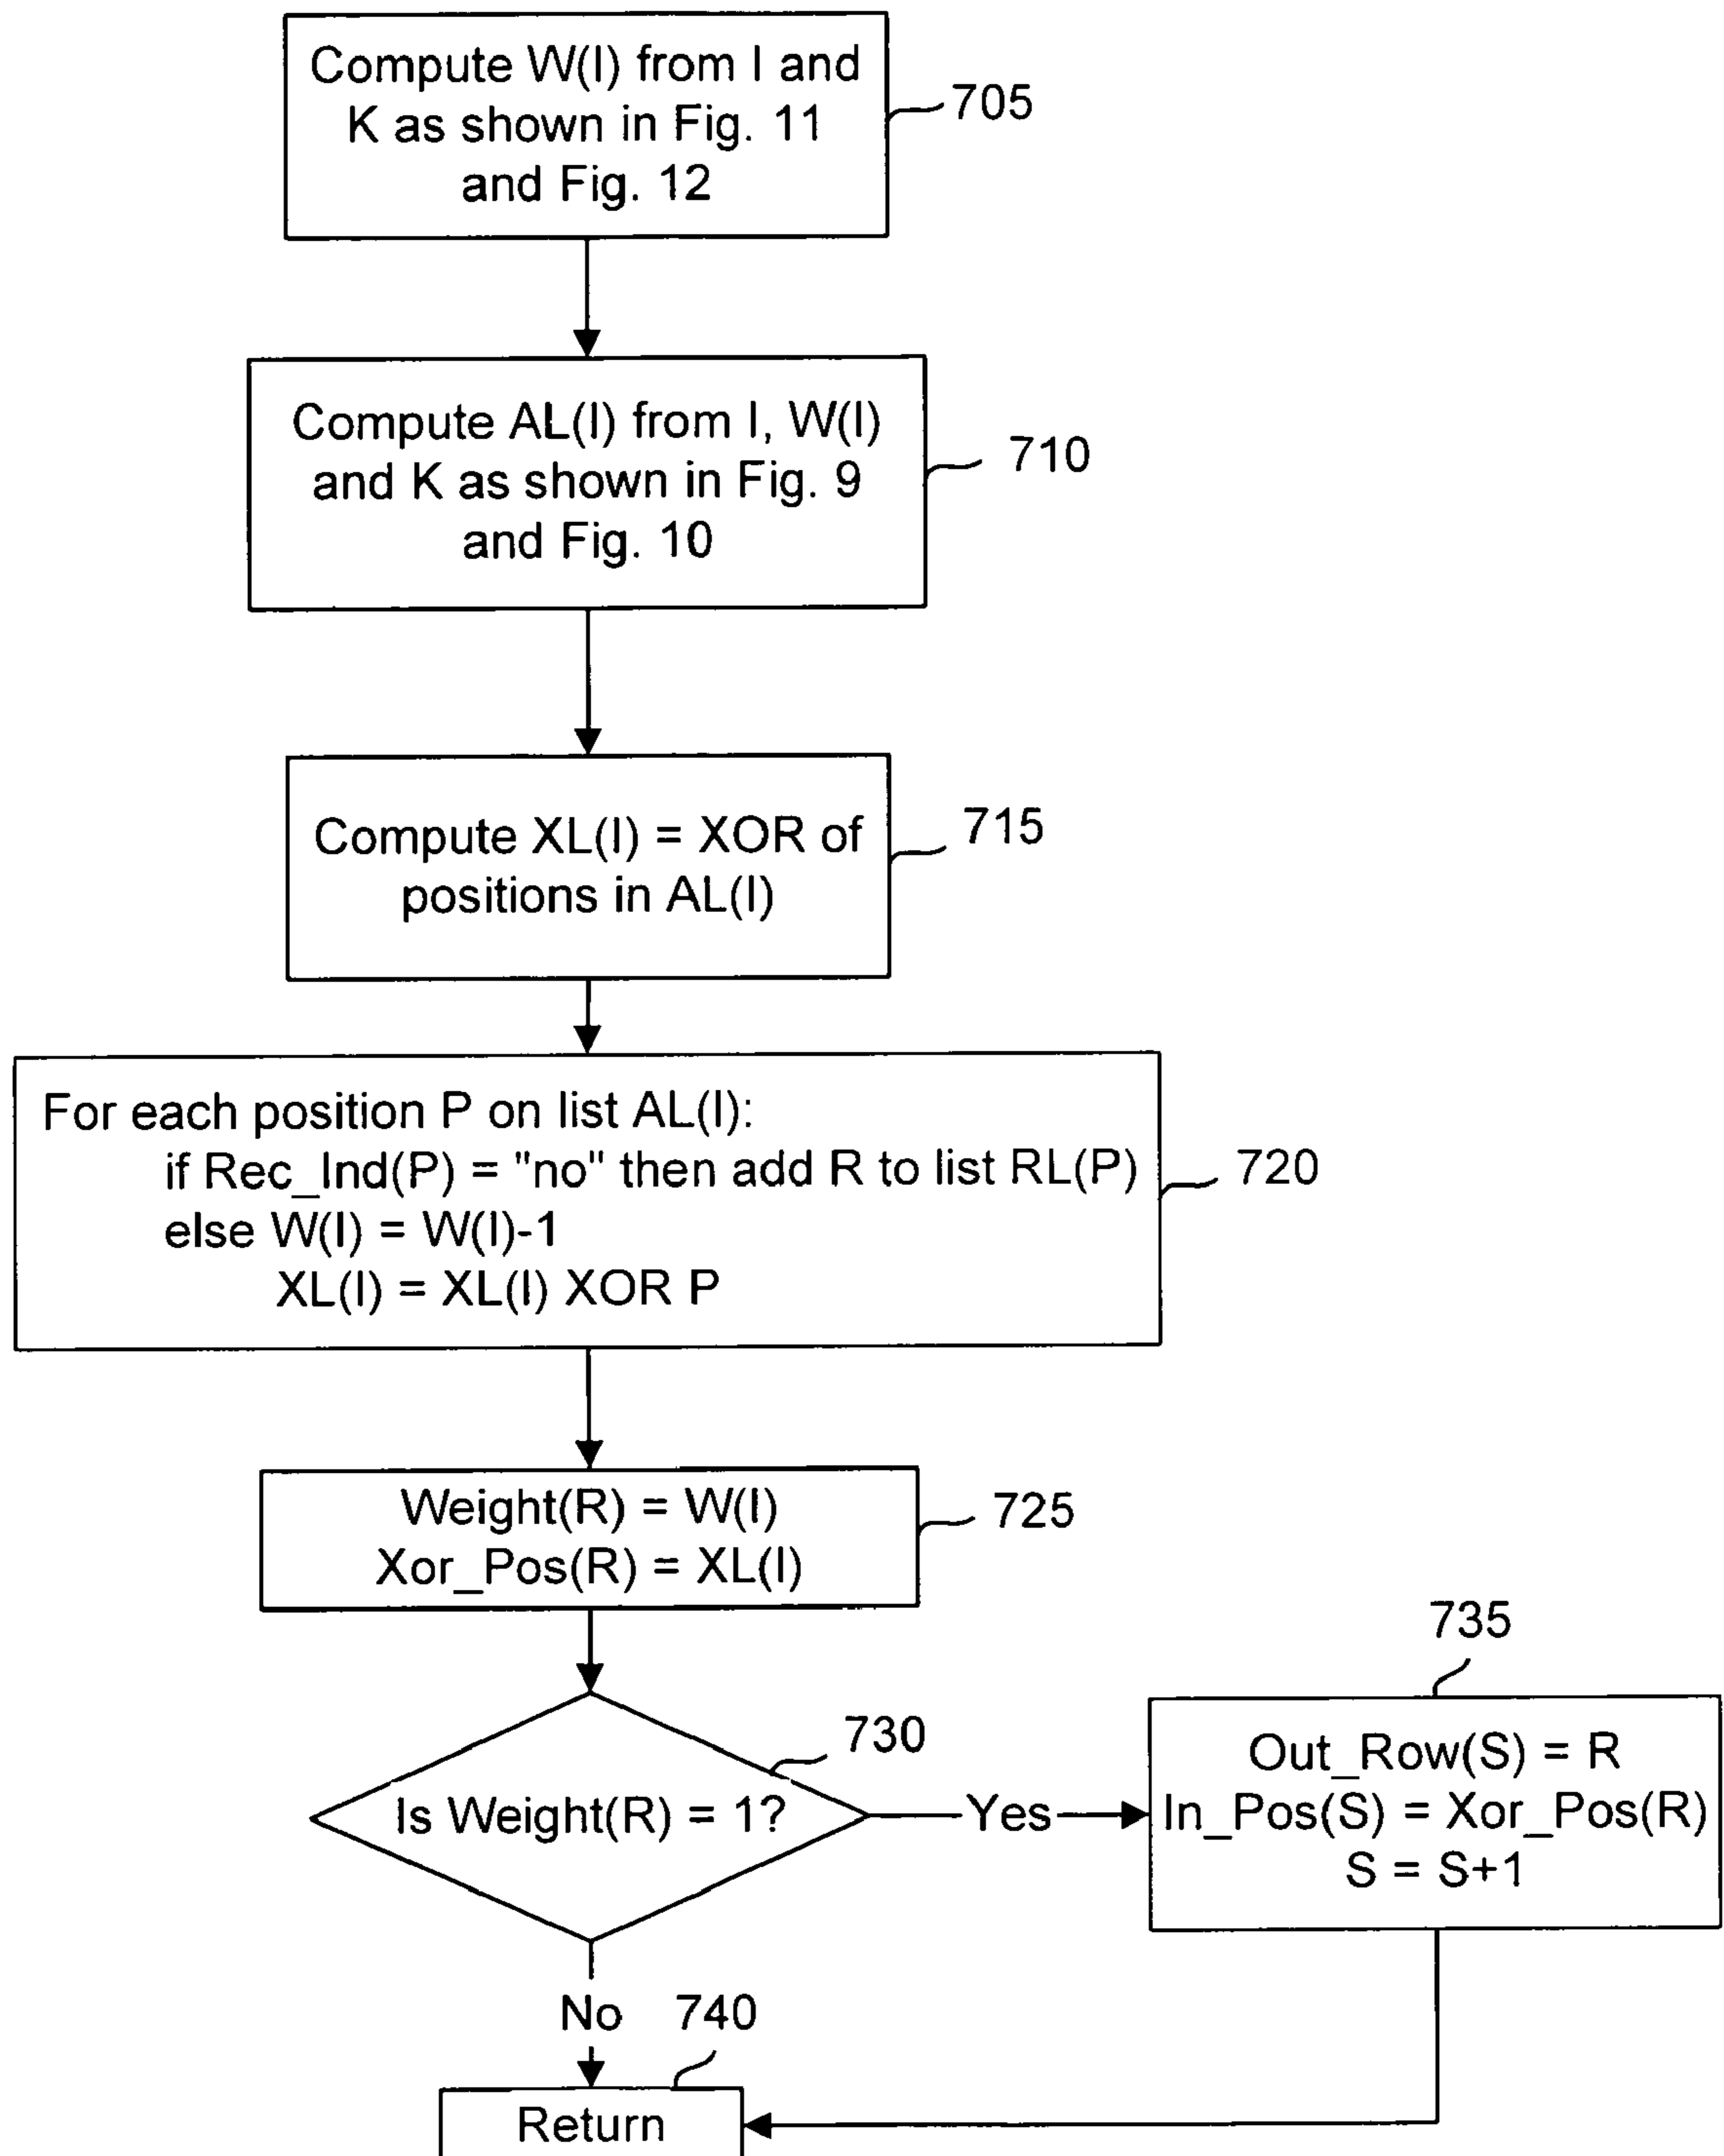 Compute W(I) from I and
K as shown in Fig. 11
and Fig. 12
705
Compute AL(I) from I, W(I)
and K as shown in Fig. 9
and Fig. 10
710
Compute XL(I) = XOR of
positions in AL(I)
715
For each position P on list AL(I):
if Rec_Ind(P) = "no" then add R to list RL(P)
else W(I) = W(I)-1
XL(I) = XL(I) XOR P
720
Weight(R) = W(I)
Xor_Pos(R) = XL(I)
725
Is Weight(R) = 1?
730
Yes
735
Out_Row(S) = R
In_Pos(S) = Xor_Pos(R)
S = S+1
No
740
Return